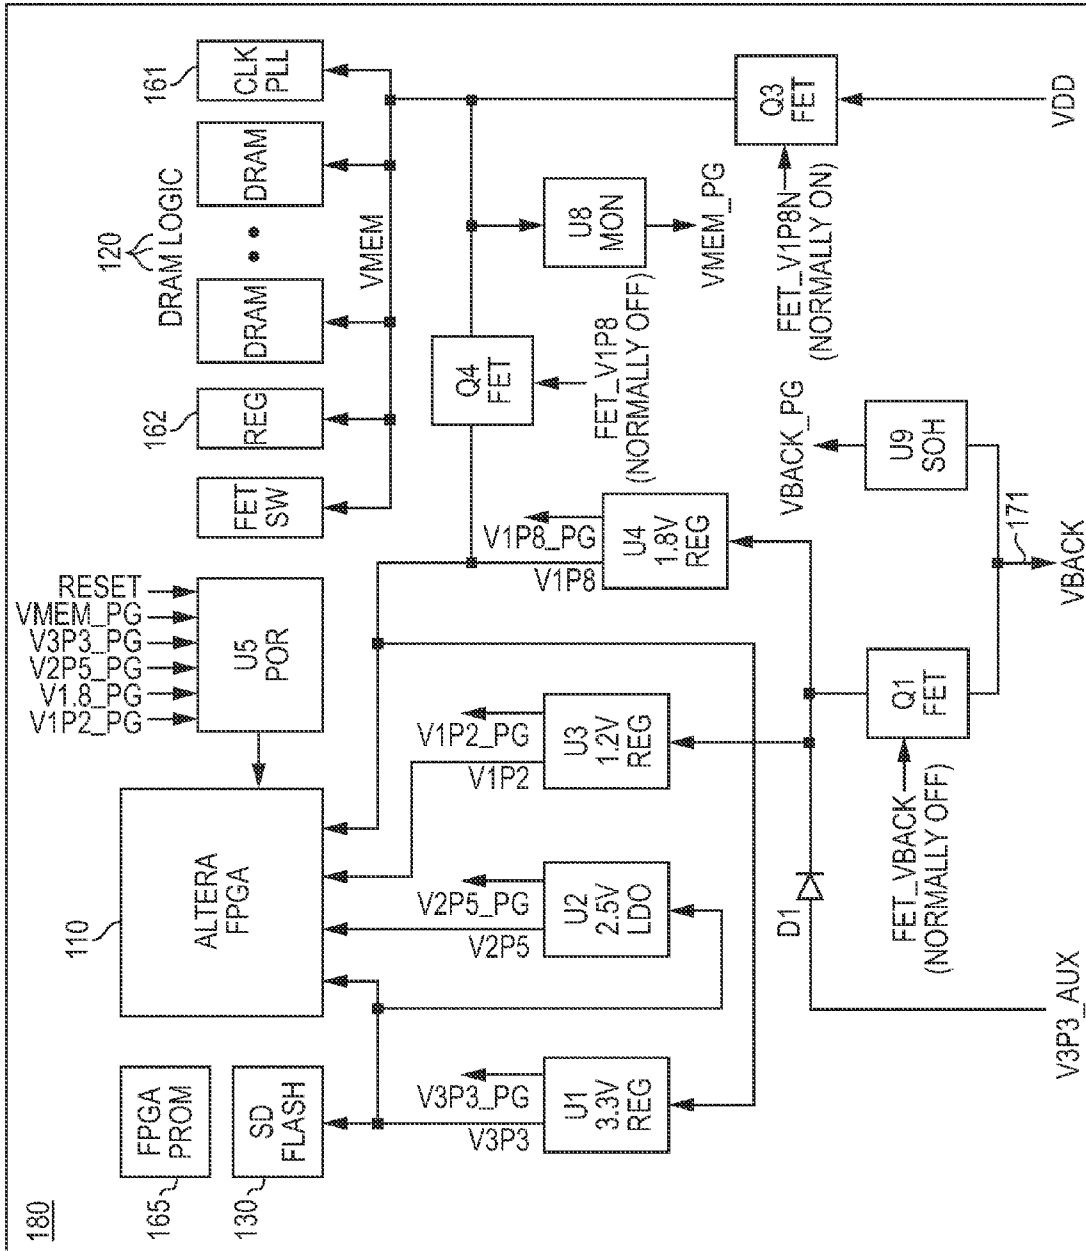 180
FPGA
PROM
165
SD
FLASH
130
ALTERA
FPGA
110
U5
POR
RESET
VMEM_PG
V3P3_PG
V2P5_PG
V1.8_PG
V1P2_PG
FET
SW
REG
162
DRAM
DRAM
120
DRAM LOGIC
CLK
PLL
161
VMEM
V3P3_PG
V3P3
U1
3.3V
REG
V2P5_PG
V2P5
U2
2.5V
LDO
V1P2_PG
V1P2
U3
1.2V
REG
V1P8_PG
V1P8
U4
1.8V
REG
Q4
FET
FET_V1P8
(NORMALLY OFF)
U8
MON
VMEM_PG
Q3
FET
FET_V1P8N
(NORMALLY ON)
VDD
D1
V3P3_AUX
Q1
FET
FET_VBACK
(NORMALLY OFF)
U9
SOH
VBACK_PG
171
VBACK